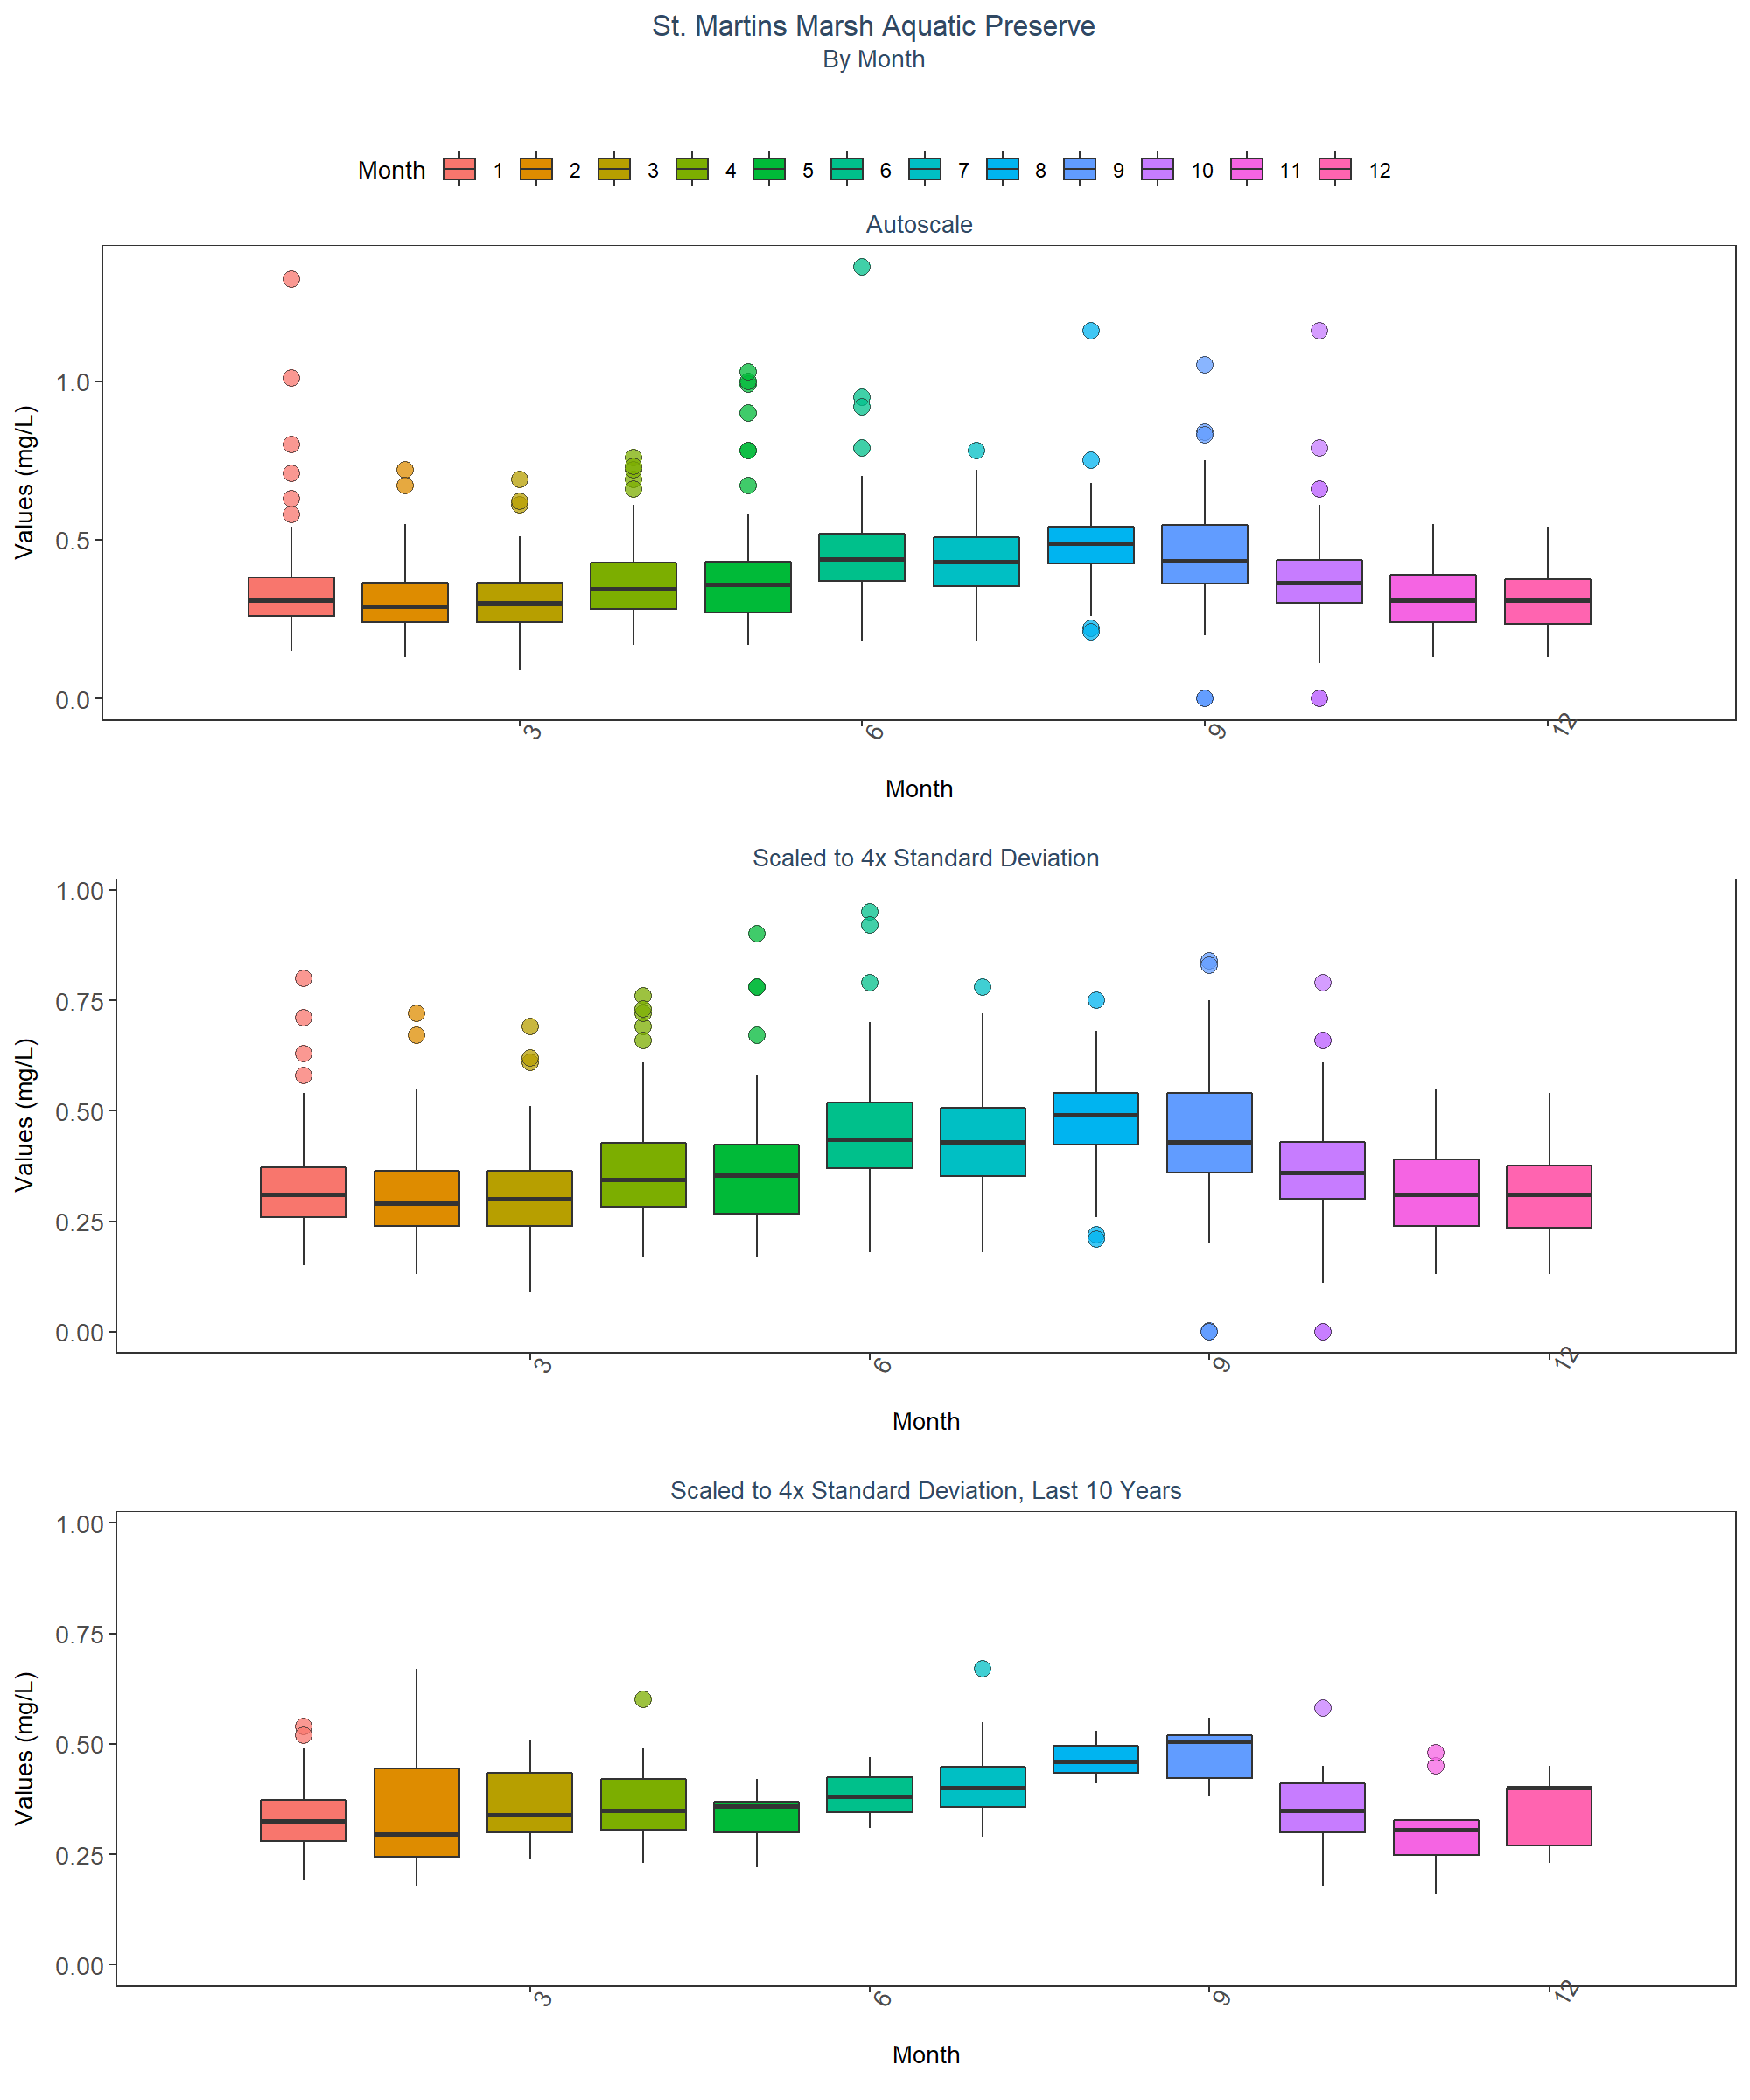 St. Martins Marsh Aquatic Preserve
By Month
Month 1 2 3 4 5 6 7 8 9 10 11 12
Autoscale
Values (mg/L)
1.0
0.5
0.0
3 6 9 12
Month
Scaled to 4x Standard Deviation
Values (mg/L)
1.00
0.75
0.50
0.25
0.00
3 6 9 12
Month
Scaled to 4x Standard Deviation, Last 10 Years
Values (mg/L)
1.00
0.75
0.50
0.25
0.00
3 6 9 12
Month